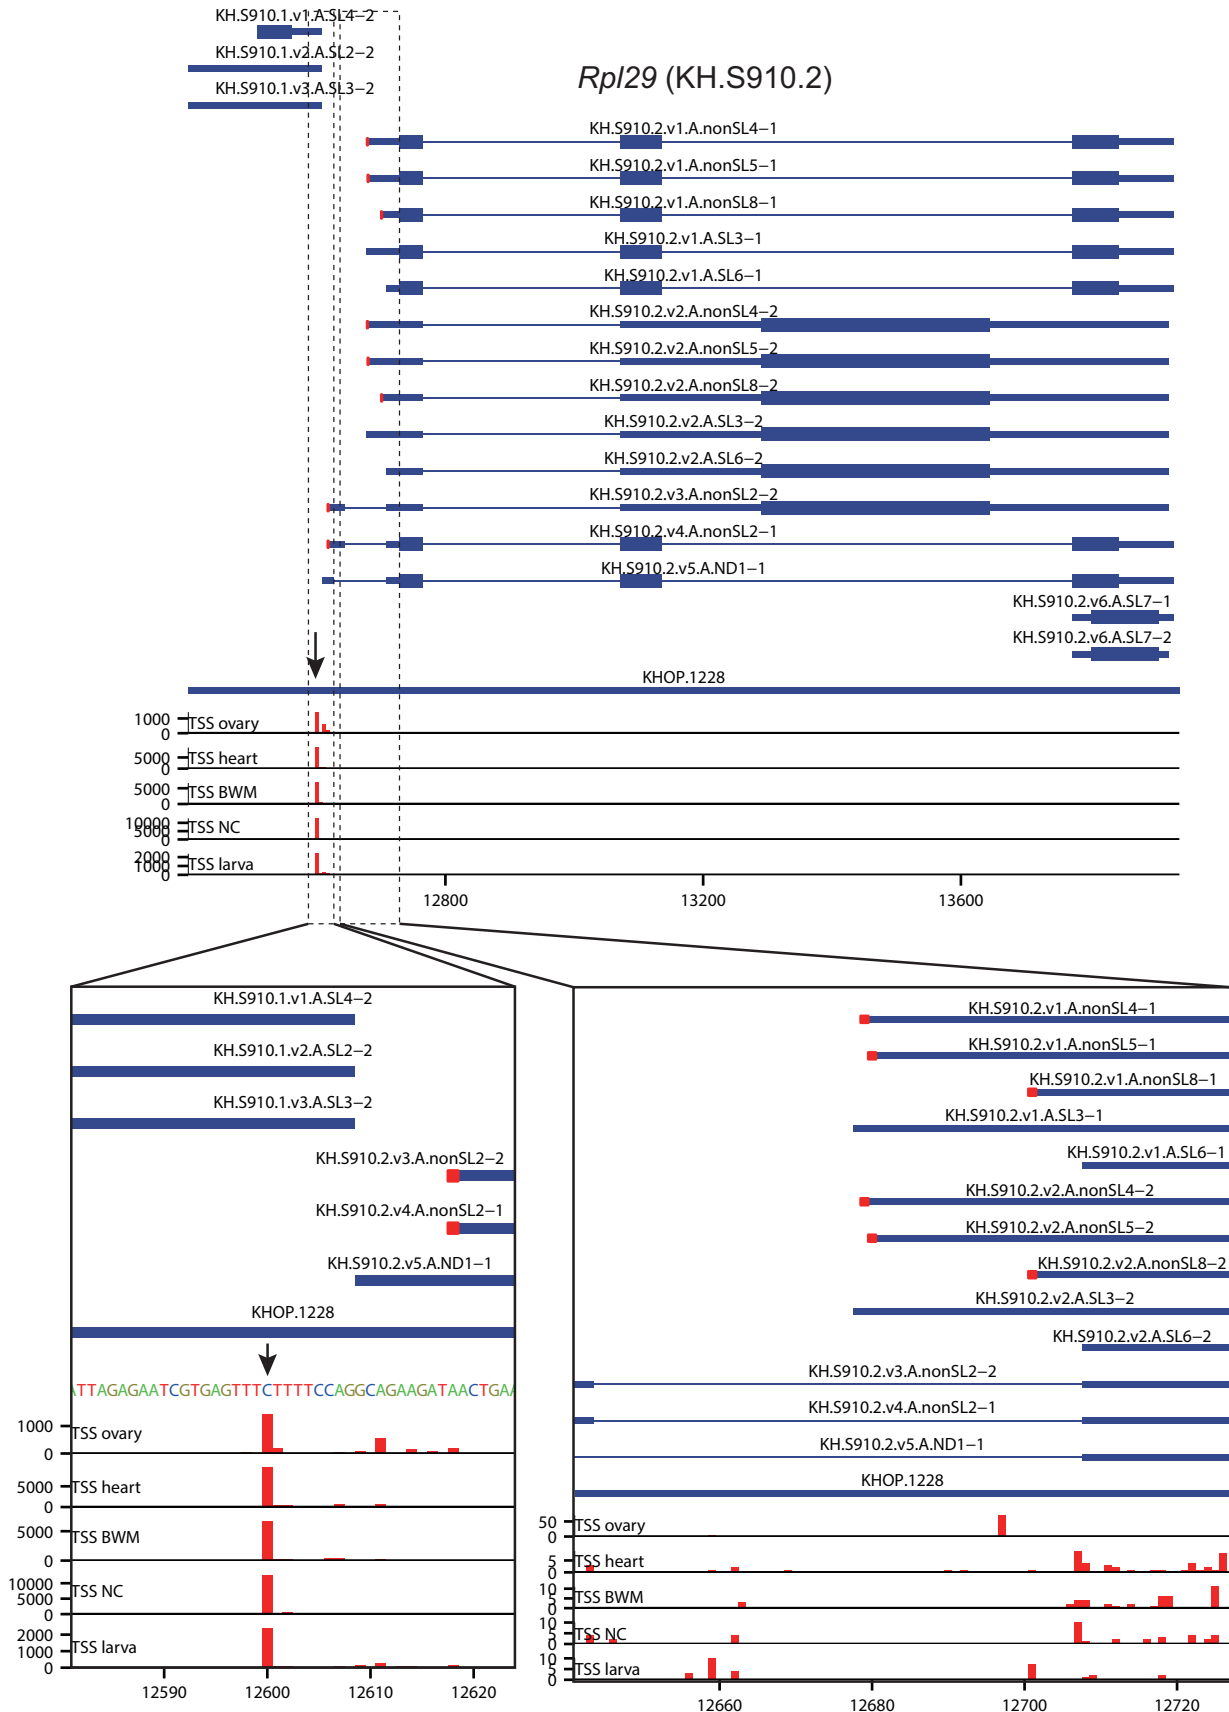 KH.S910.1.v1.A.SL4−2
KH.S910.1.v2.A.SL2−2
KH.S910.1.v3.A.SL3−2
Rpl29 (KH.S910.2)
KH.S910.2.v1.A.nonSL4−1
KH.S910.2.v1.A.nonSL5−1
KH.S910.2.v1.A.nonSL8−1
KH.S910.2.v1.A.SL3−1
KH.S910.2.v1.A.SL6−1
KH.S910.2.v2.A.nonSL4−2
KH.S910.2.v2.A.nonSL5−2
KH.S910.2.v2.A.nonSL8−2
KH.S910.2.v2.A.SL3−2
KH.S910.2.v2.A.SL6−2
KH.S910.2.v3.A.nonSL2−2
KH.S910.2.v4.A.nonSL2−1
KH.S910.2.v5.A.ND1−1
KH.S910.2.v6.A.SL7−1
KH.S910.2.v6.A.SL7−2
KHOP.1228
1000
0
TSS ovary
5000
0
TSS heart
5000
0
TSS BWM
10000
5000
0
TSS NC
2000
1000
0
TSS larva
12800 13200 13600
KH.S910.1.v1.A.SL4−2
KH.S910.1.v2.A.SL2−2
KH.S910.1.v3.A.SL3−2
KH.S910.2.v3.A.nonSL2−2
KH.S910.2.v4.A.nonSL2−1
KH.S910.2.v5.A.ND1−1
KHOP.1228
ATTAGAGAATCGTGAGTTTCTTTTCCAGGCAGAAGATAACTGAA
1000
0
TSS ovary
5000
0
TSS heart
5000
0
TSS BWM
10000
5000
0
TSS NC
2000
1000
0
TSS larva
12590 12600 12610 12620
KH.S910.2.v1.A.nonSL4−1
KH.S910.2.v1.A.nonSL5−1
KH.S910.2.v1.A.nonSL8−1
KH.S910.2.v1.A.SL3−1
KH.S910.2.v1.A.SL6−1
KH.S910.2.v2.A.nonSL4−2
KH.S910.2.v2.A.nonSL5−2
KH.S910.2.v2.A.nonSL8−2
KH.S910.2.v2.A.SL3−2
KH.S910.2.v2.A.SL6−2
KH.S910.2.v3.A.nonSL2−2
KH.S910.2.v4.A.nonSL2−1
KH.S910.2.v5.A.ND1−1
KHOP.1228
50
0
TSS ovary
5
0
TSS heart
10
5
0
TSS BWM
10
5
0
TSS NC
10
5
0
TSS larva
12660 12680 12700 12720